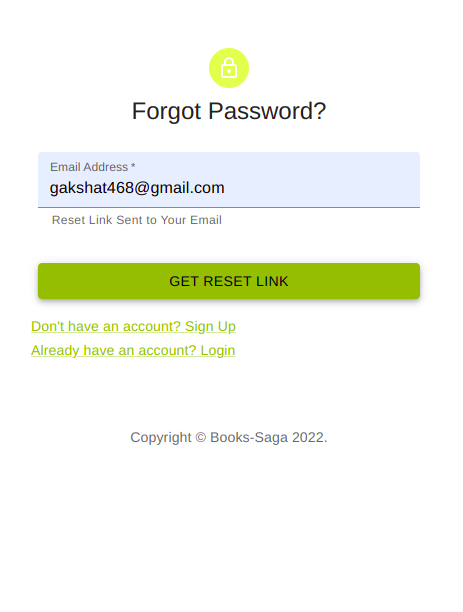 Forgot Password?
Email Address *
gakshat468@gmail.com
Reset Link Sent to Your Email
GET RESET LINK
Don't have an account? Sign Up
Already have an account? Login
Copyright © Books-Saga 2022.